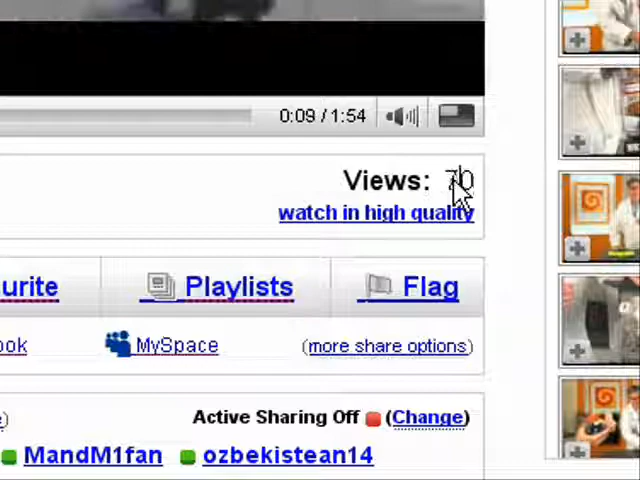 0:09 / 1:54
Views: 70
watch in high quality
urite Playlists Flag
ook MySpace (more share options)
) Active Sharing Off (Change)
MandM1fan ozbekistean14